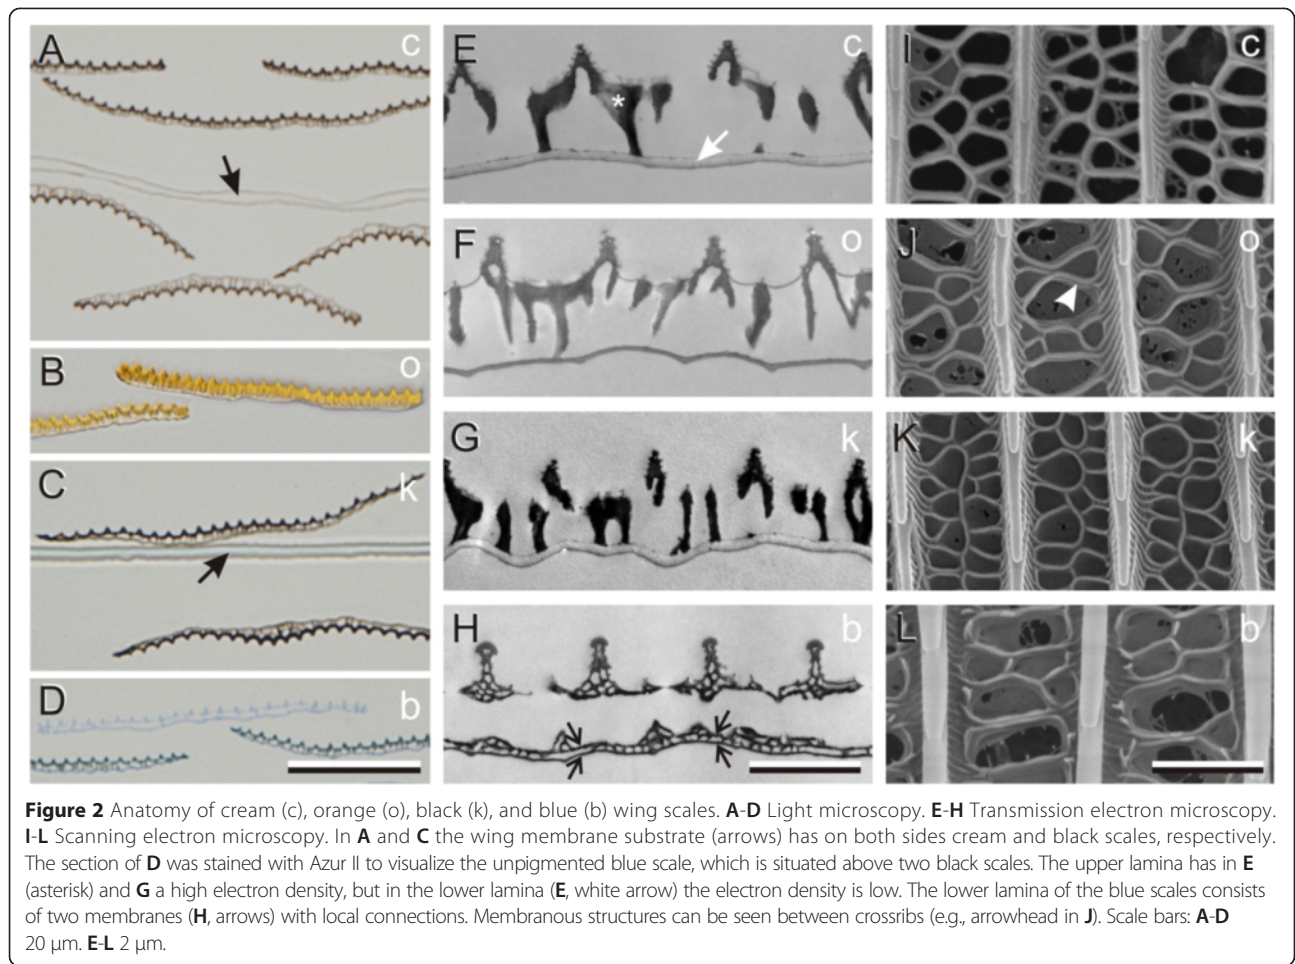 A c
B o
C k
D b
E c
*
F o
G k
H b
I c
J o
K k
L b
Figure 2 Anatomy of cream (c), orange (o), black (k), and blue (b) wing scales. A-D Light microscopy. E-H Transmission electron microscopy.
I-L Scanning electron microscopy. In A and C the wing membrane substrate (arrows) has on both sides cream and black scales, respectively.
The section of D was stained with Azur II to visualize the unpigmented blue scale, which is situated above two black scales. The upper lamina has in E
(asterisk) and G a high electron density, but in the lower lamina (E, white arrow) the electron density is low. The lower lamina of the blue scales consists
of two membranes (H, arrows) with local connections. Membranous structures can be seen between crossribs (e.g., arrowhead in J). Scale bars: A-D
20 μm. E-L 2 μm.